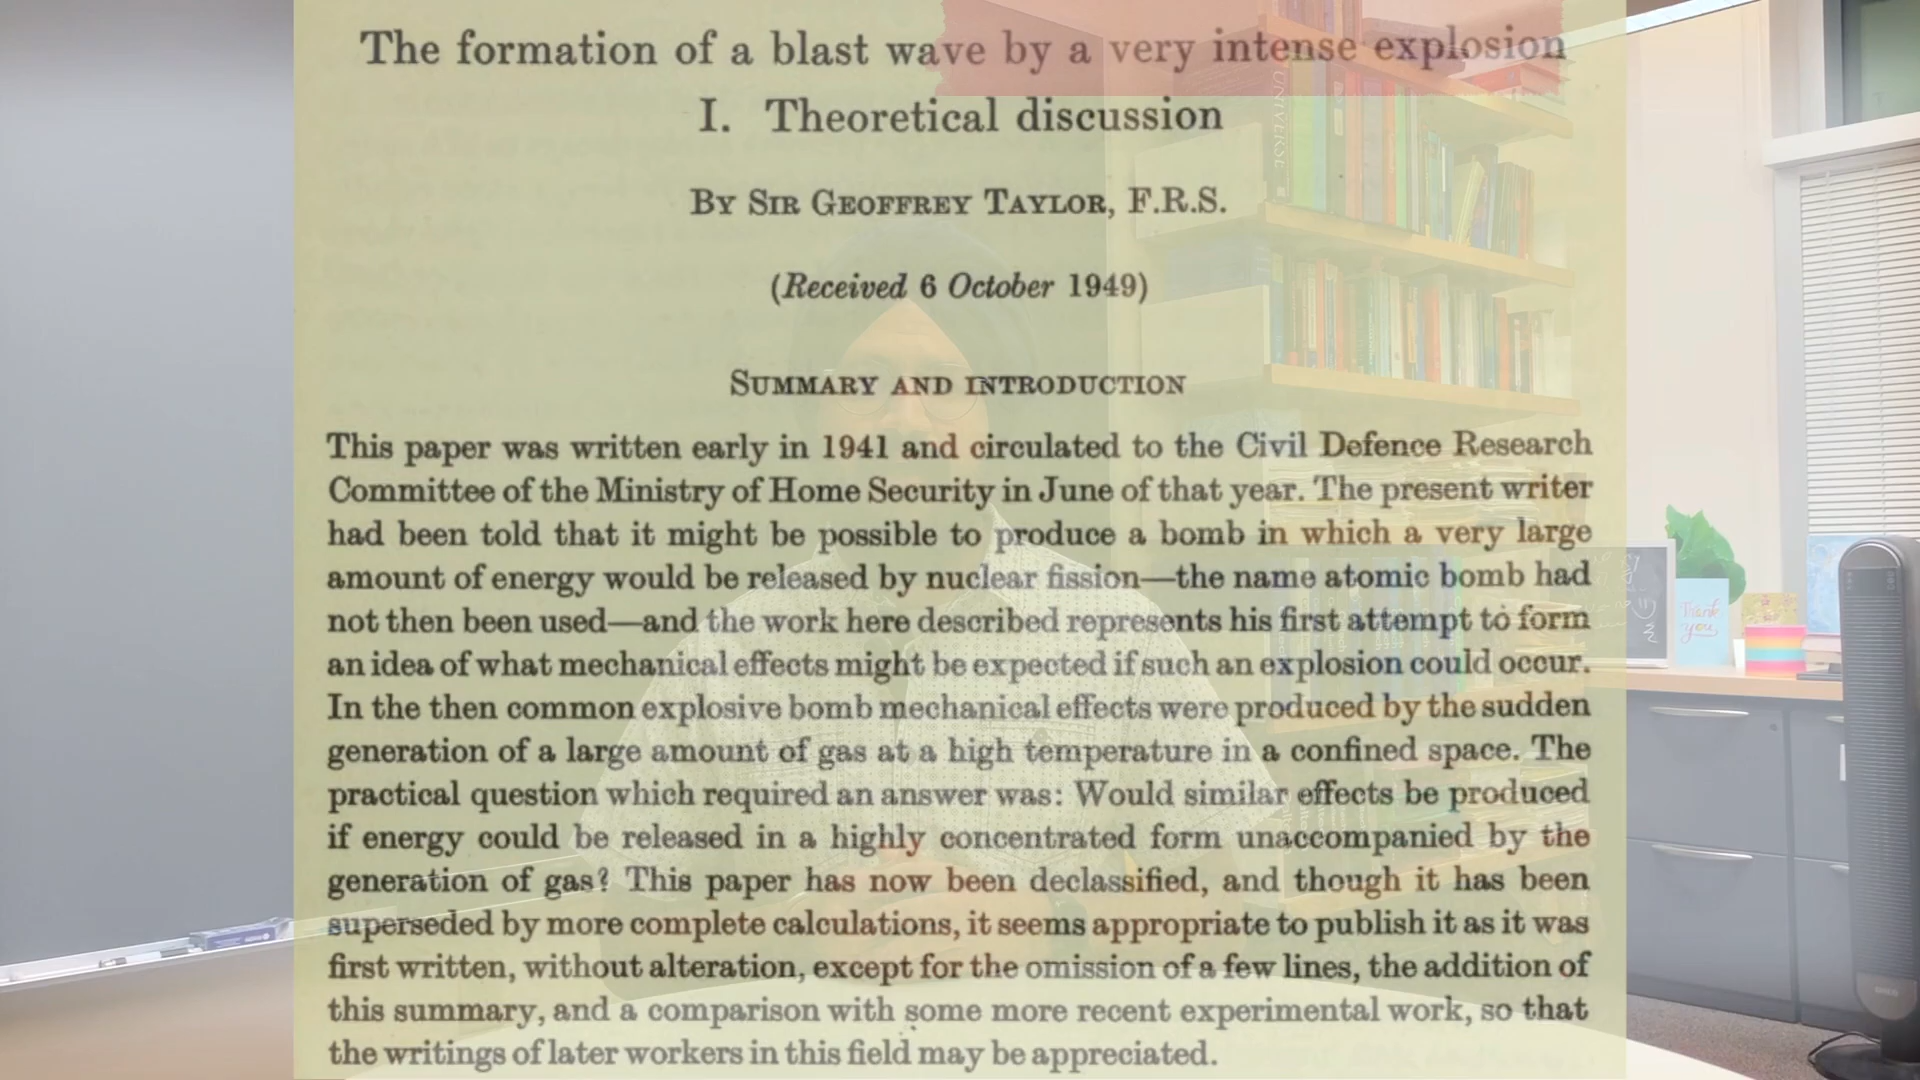 The formation of a blast wave by a very intense explosion
I. Theoretical discussion
By Sir Geoffrey Taylor, F.R.S.
(Received 6 October 1949)
Summary and introduction
This paper was written early in 1941 and circulated to the Civil Defence Research
Committee of the Ministry of Home Security in June of that year. The present writer
had been told that it might be possible to produce a bomb in which a very large
amount of energy would be released by nuclear fission—the name atomic bomb had
not then been used—and the work here described represents his first attempt to form
an idea of what mechanical effects might be expected if such an explosion could occur.
In the then common explosive bomb mechanical effects were produced by the sudden
generation of a large amount of gas at a high temperature in a confined space. The
practical question which required an answer was: Would similar effects be produced
if energy could be released in a highly concentrated form unaccompanied by the
generation of gas? This paper has now been declassified, and though it has been
superseded by more complete calculations, it seems appropriate to publish it as it was
first written, without alteration, except for the omission of a few lines, the addition of
this summary, and a comparison with some more recent experimental work, so that
the writings of later workers in this field may be appreciated.
UNIVERSE
Thank
you